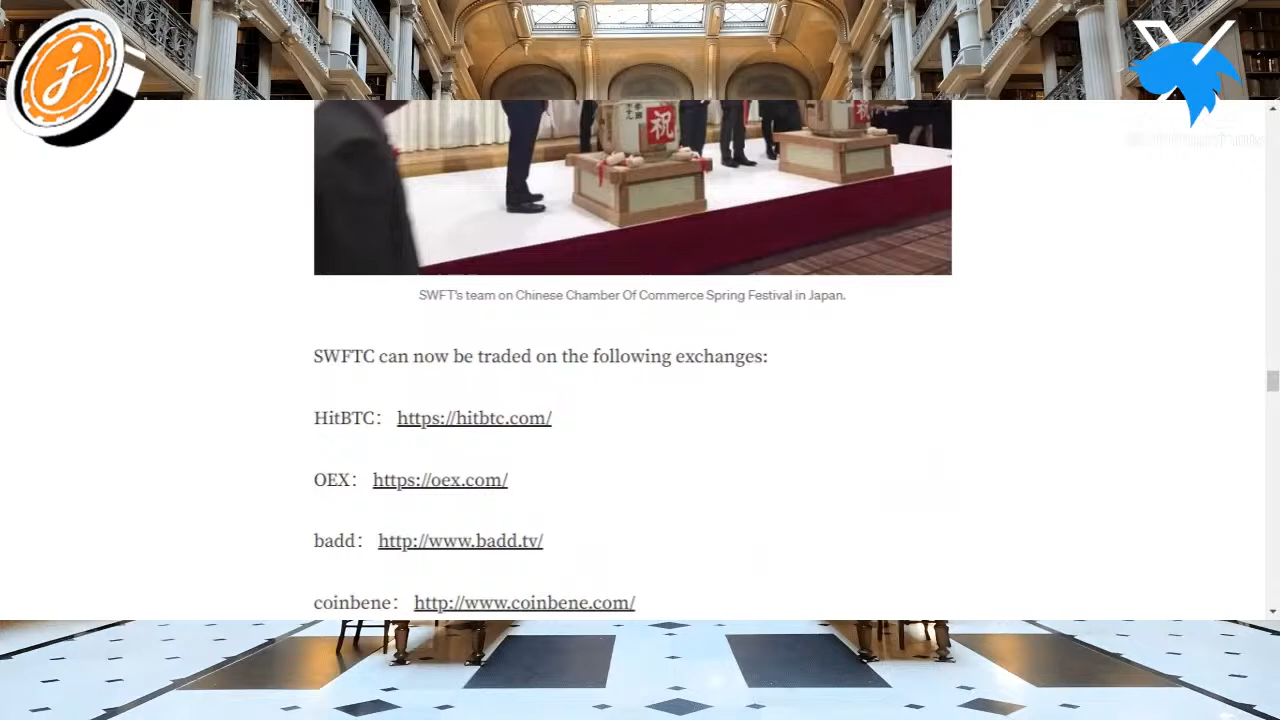 祝
SWFT's team on Chinese Chamber Of Commerce Spring Festival in Japan.
SWFTC can now be traded on the following exchanges:
HitBTC： https://hitbtc.com/
OEX： https://oex.com/
badd： http://www.badd.tv/
coinbene： http://www.coinbene.com/